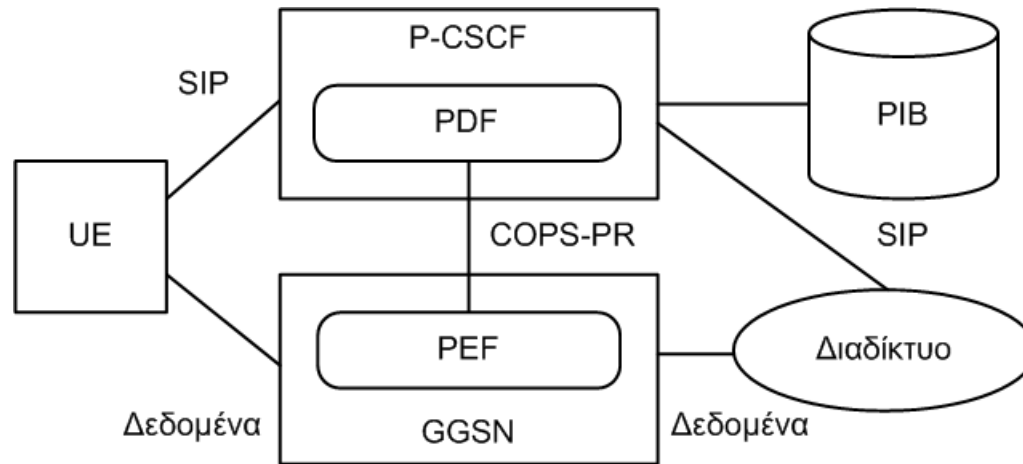 P-CSCF
SIP
PDF
PIB
UE
COPS-PR
SIP
PEF
Διαδίκτυο
Δεδομένα
GGSN
Δεδομένα